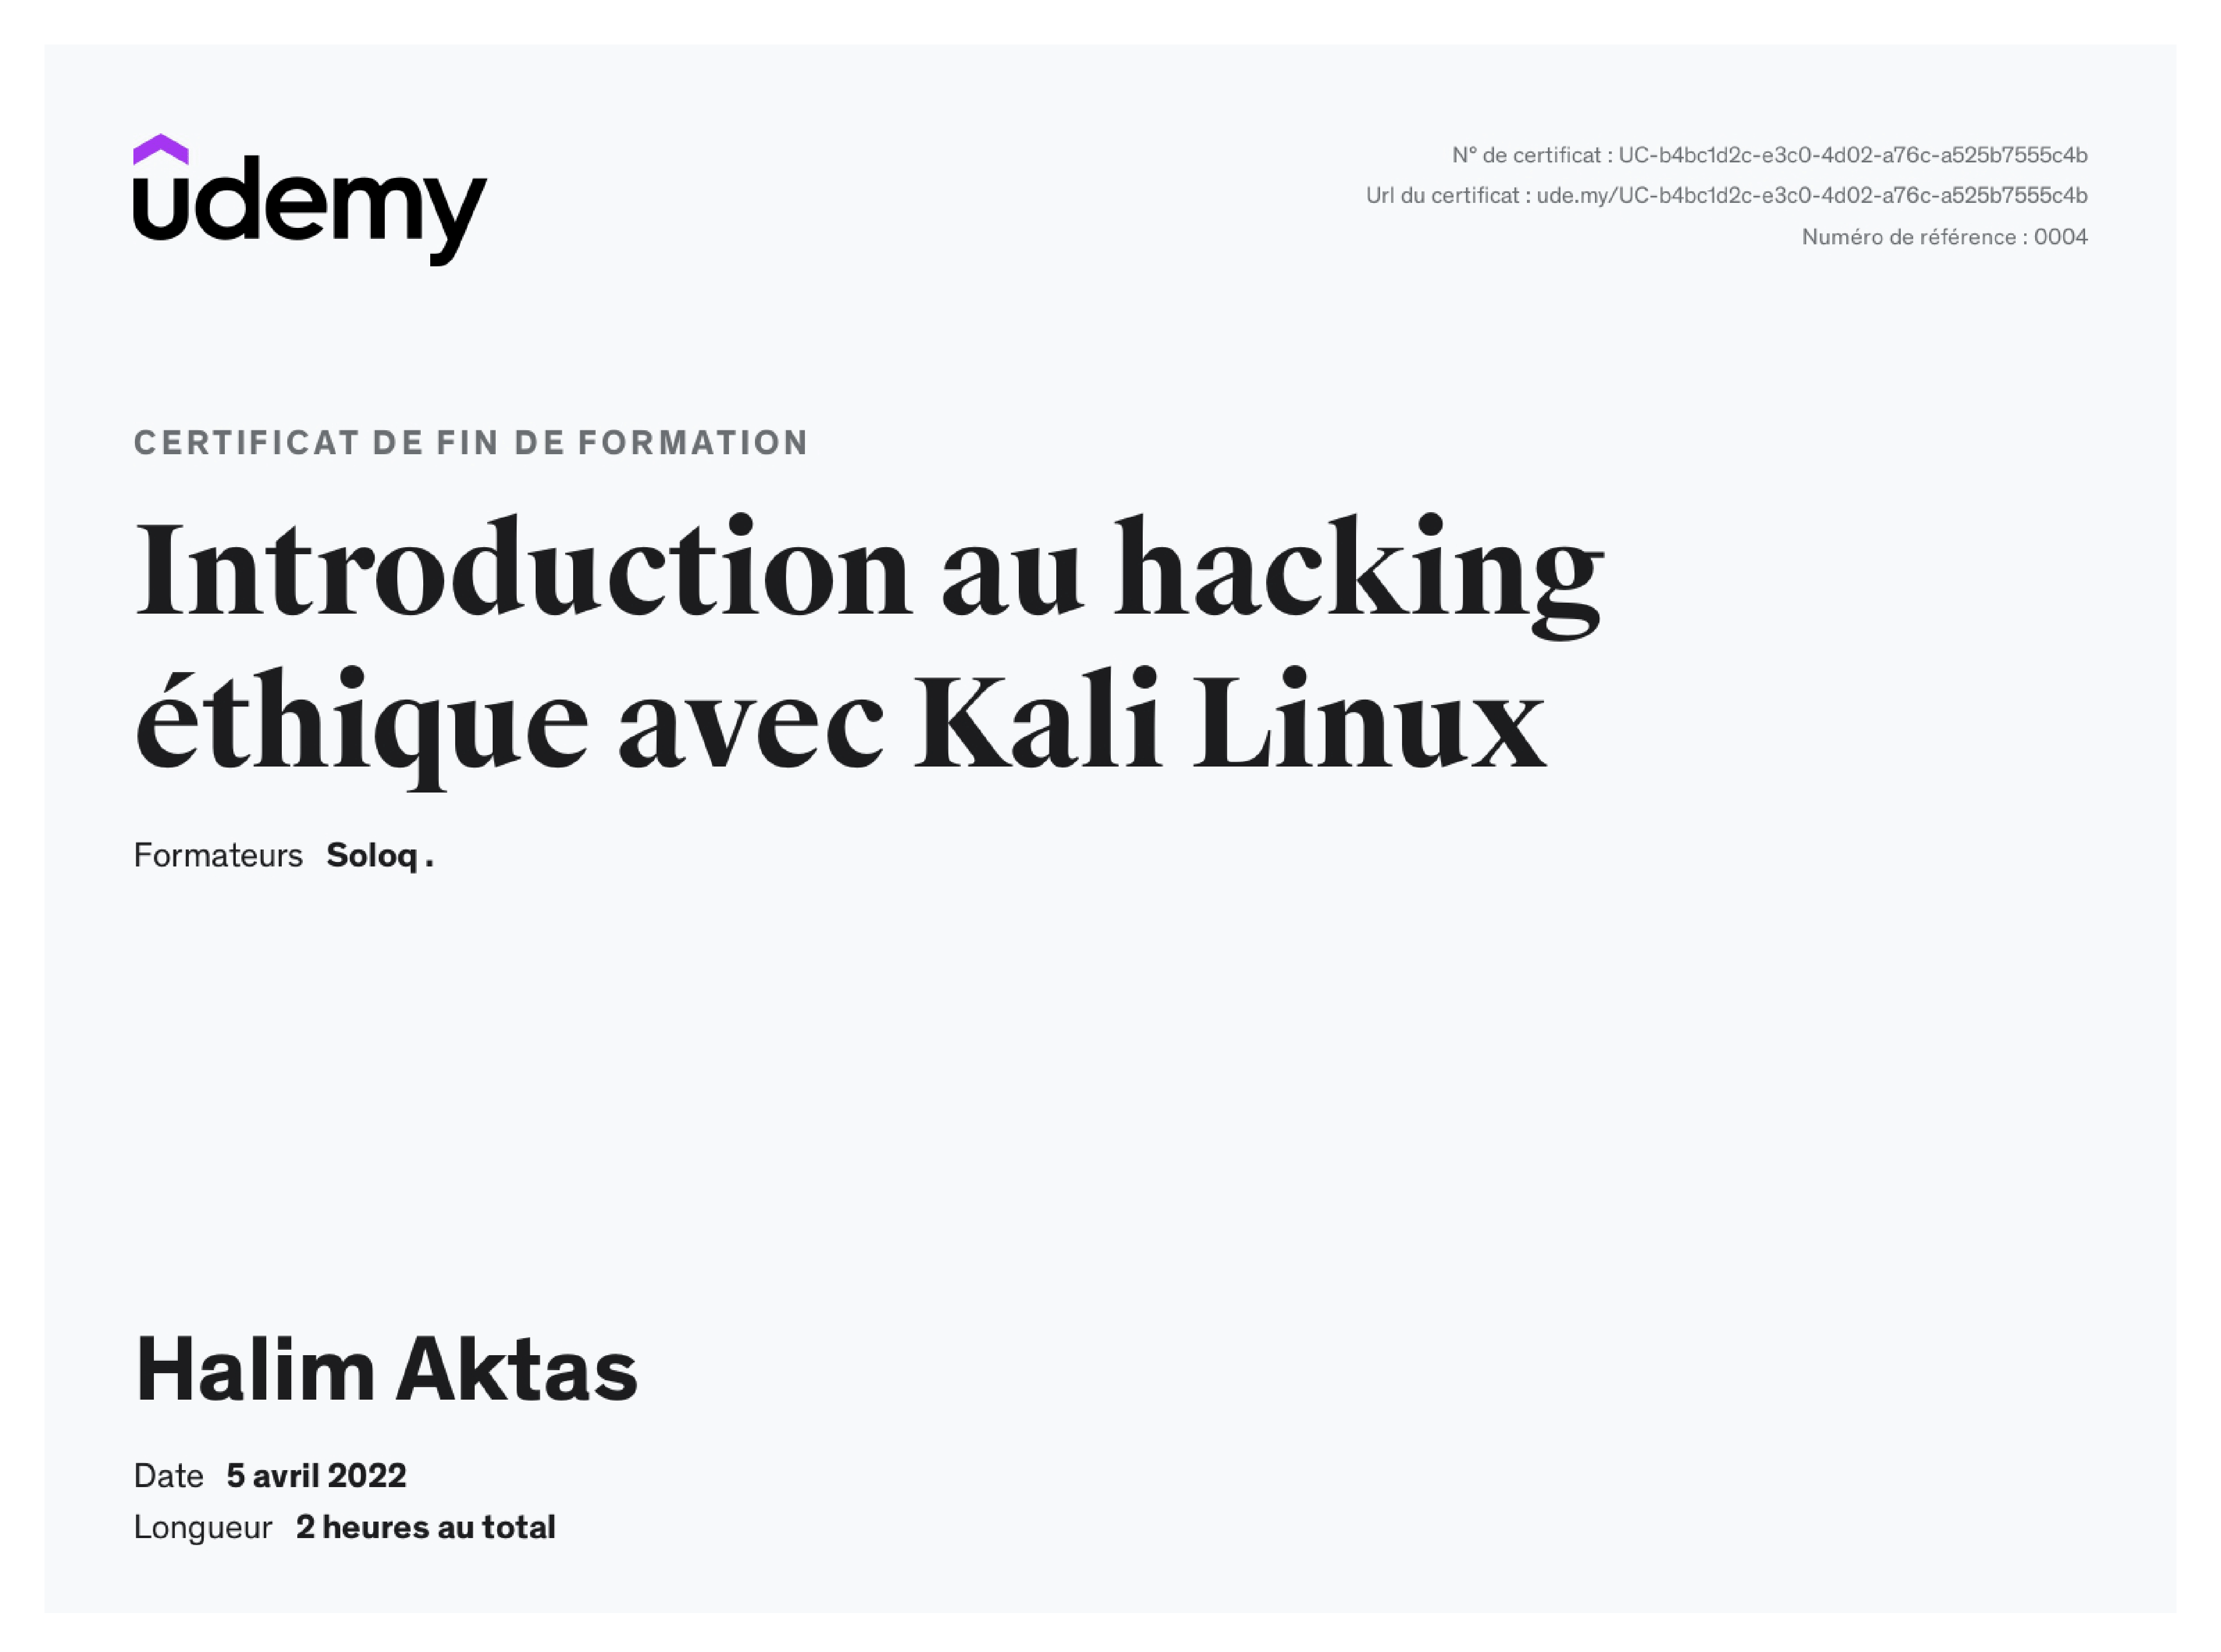 udemy
N° de certificat : UC-b4bc1d2c-e3c0-4d02-a76c-a525b7555c4b
Url du certificat : ude.my/UC-b4bc1d2c-e3c0-4d02-a76c-a525b7555c4b
Numéro de référence : 0004
CERTIFICAT DE FIN DE FORMATION
Introduction au hacking
éthique avec Kali Linux
Formateurs Soloq .
Halim Aktas
Date 5 avril 2022
Longueur 2 heures au total